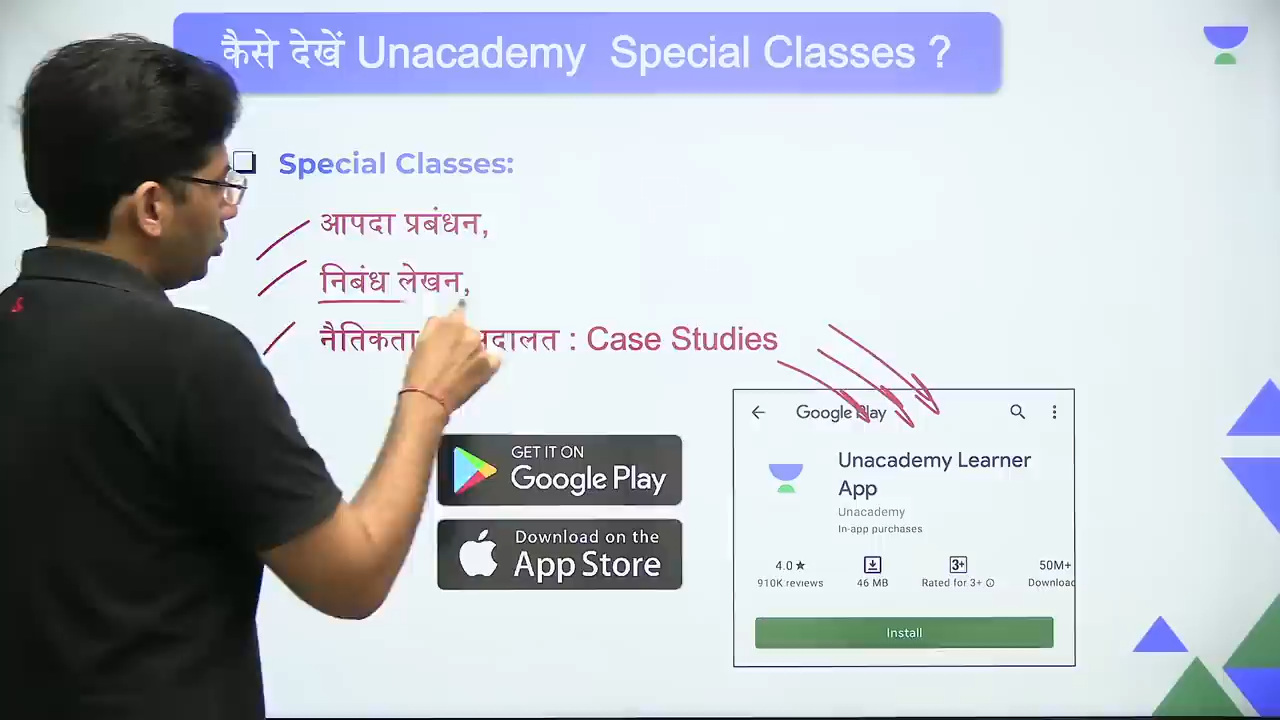 कैसे देखें Unacademy Special Classes ?
Special Classes:
आपदा प्रबंधन,
निबंध लेखन,
नैतिकता : Case Studies
GET IT ON
Google Play
Download on the
App Store
Google Play
Unacademy Learner
App
Unacademy
In-app purchases
4.0★ 3+ 50M+
910K reviews 46 MB Rated for 3+
Install